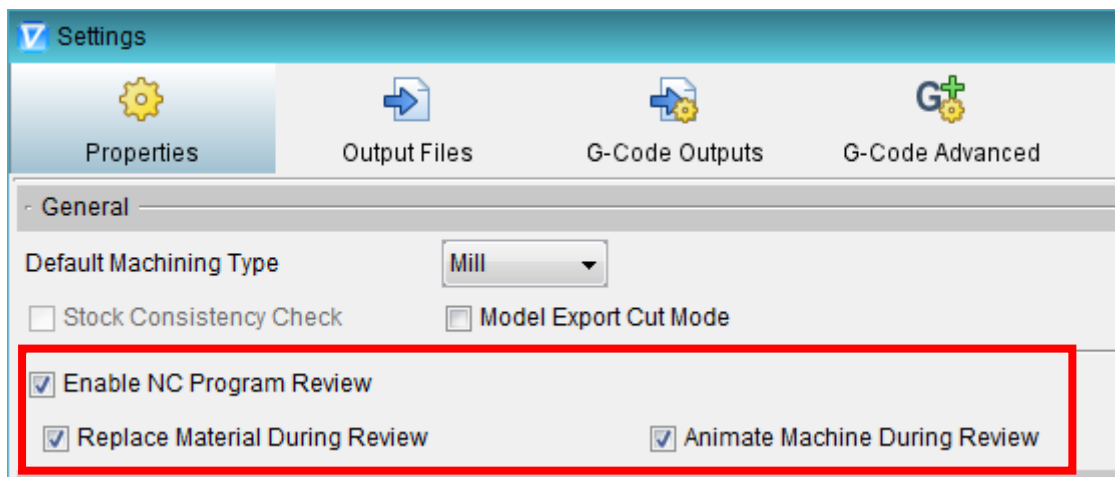 Settings
Properties Output Files G-Code Outputs G-Code Advanced
General
Default Machining Type Mill
Stock Consistency Check Model Export Cut Mode
Enable NC Program Review
Replace Material During Review Animate Machine During Review